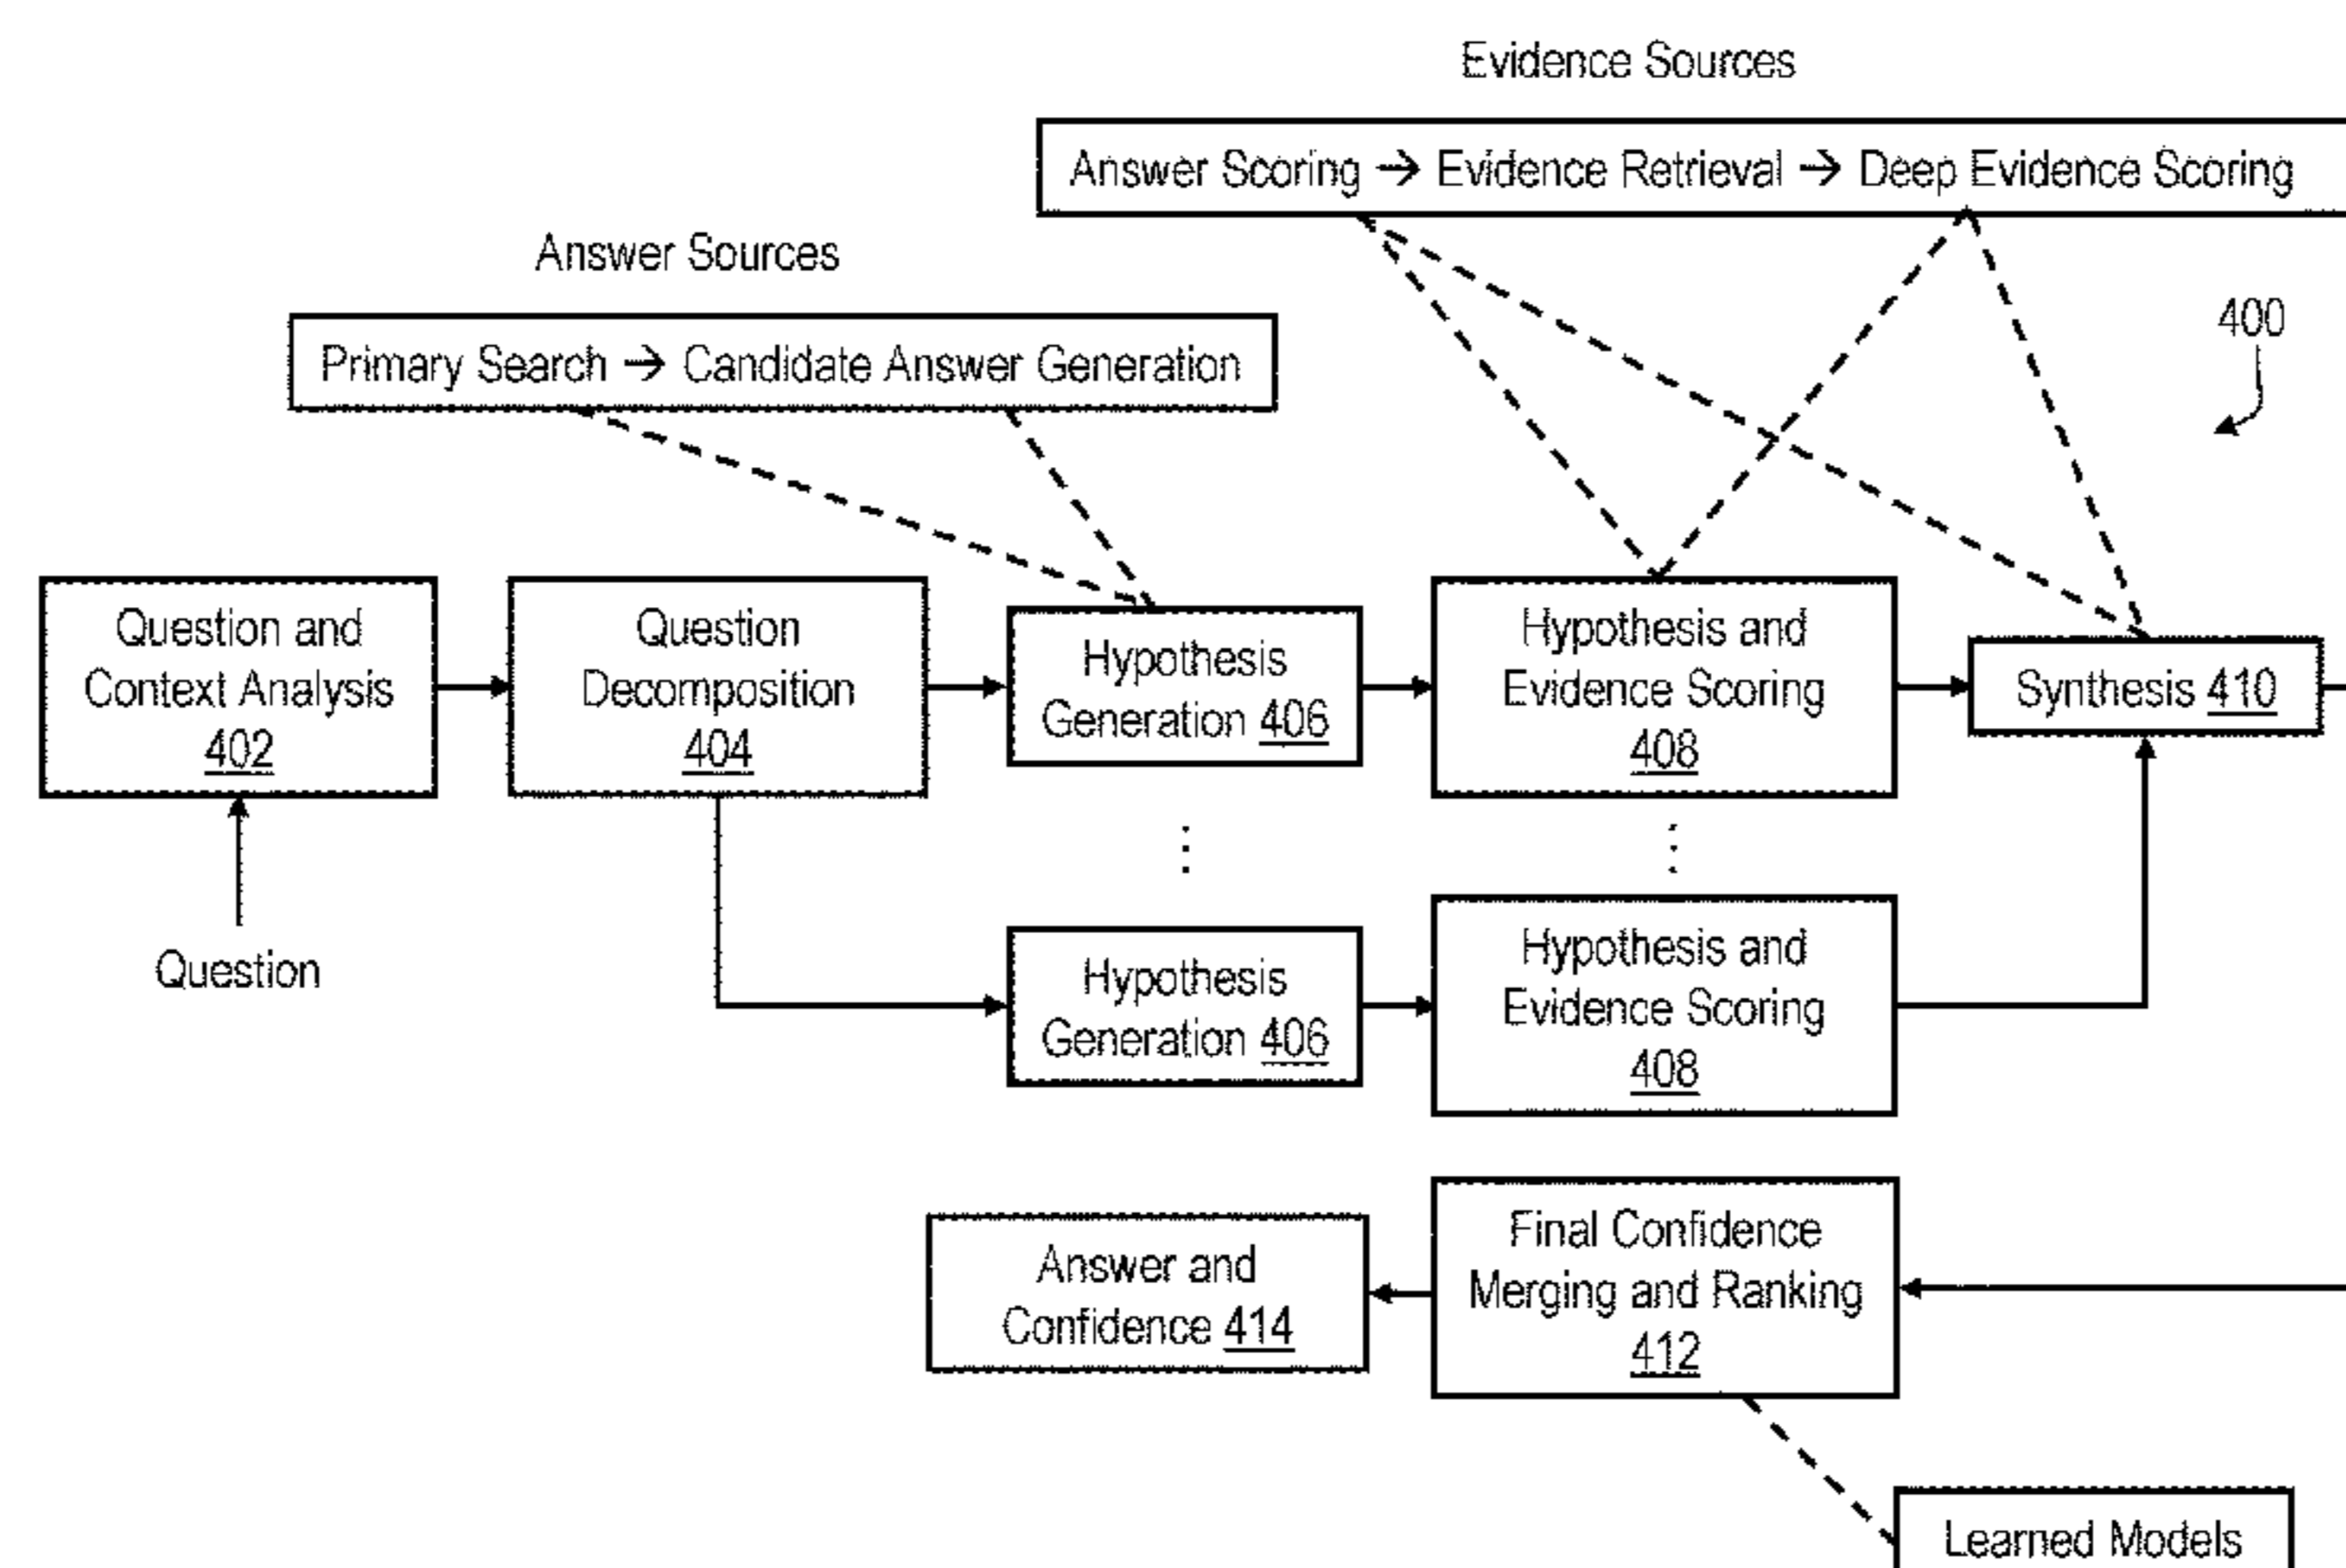 Evidence Sources
Answer Scoring → Evidence Retrieval → Deep Evidence Scoring
Answer Sources
Primary Search → Candidate Answer Generation
400
Question and
Context Analysis
402
Question
Decomposition
404
Hypothesis
Generation 406
Hypothesis and
Evidence Scoring
408
Synthesis 410
Question
Hypothesis
Generation 406
Hypothesis and
Evidence Scoring
408
Answer and
Confidence 414
Final Confidence
Merging and Ranking
412
Learned Models